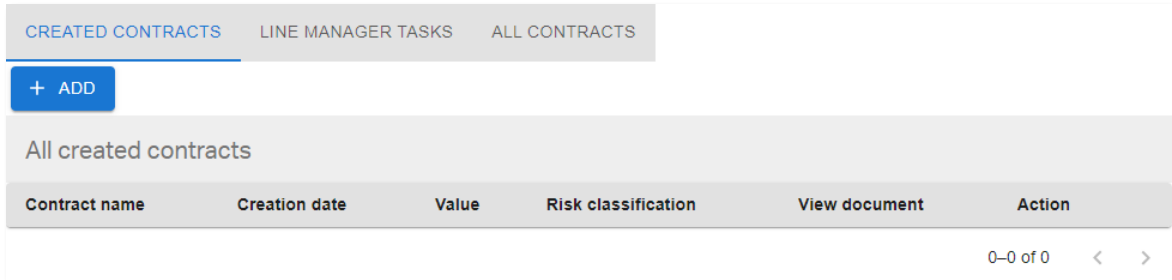 CREATED CONTRACTS LINE MANAGER TASKS ALL CONTRACTS
+ ADD
All created contracts
Contract name Creation date Value Risk classification View document Action
0–0 of 0 < >